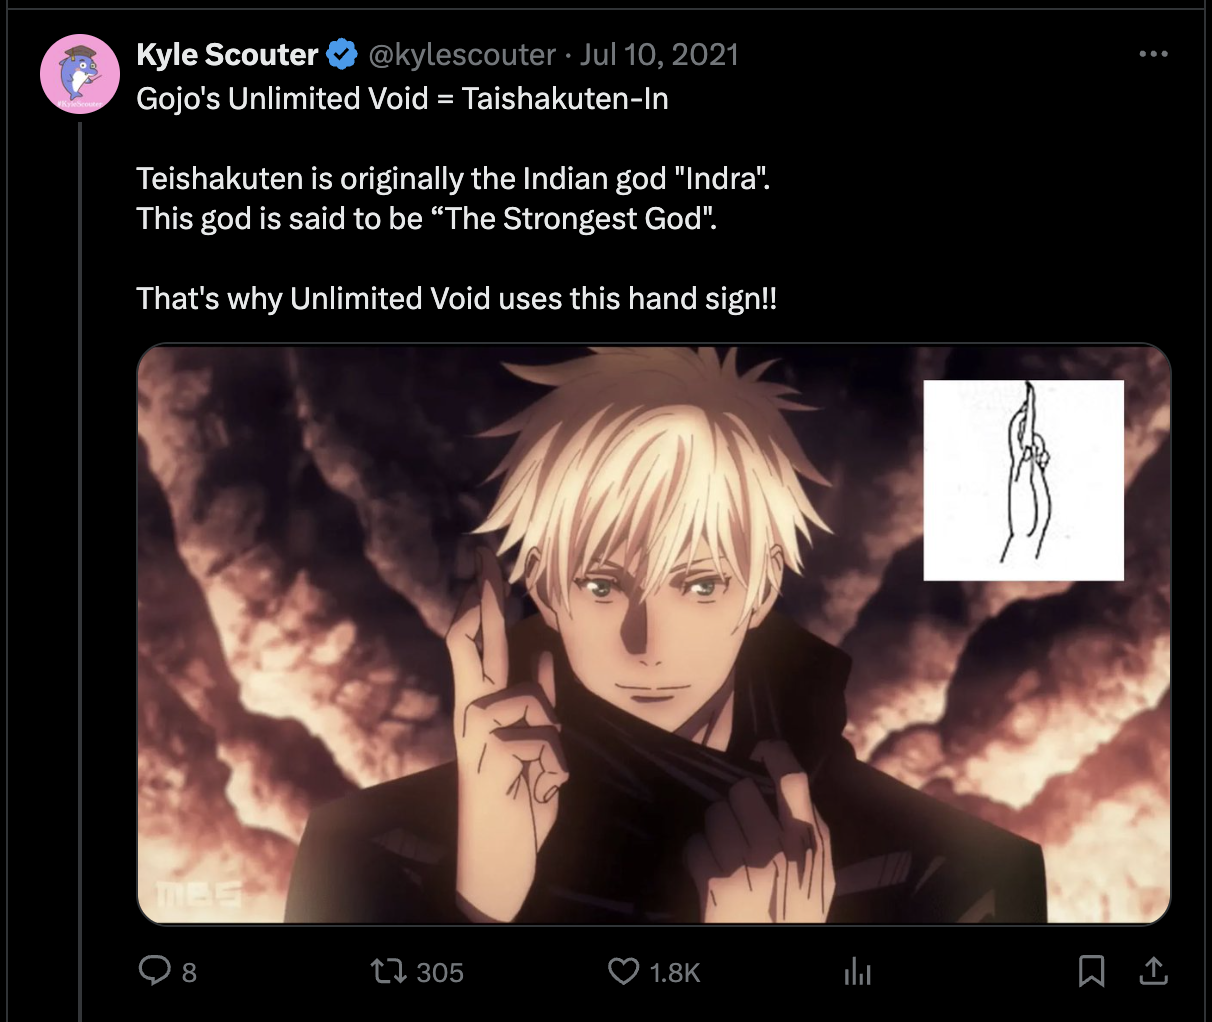 Kyle Scouter @kylescouter · Jul 10, 2021
Gojo's Unlimited Void = Taishakuten-In
Teishakuten is originally the Indian god "Indra".
This god is said to be “The Strongest God".
That's why Unlimited Void uses this hand sign!!
#KyleScouter
MBS
8 305 1.8K